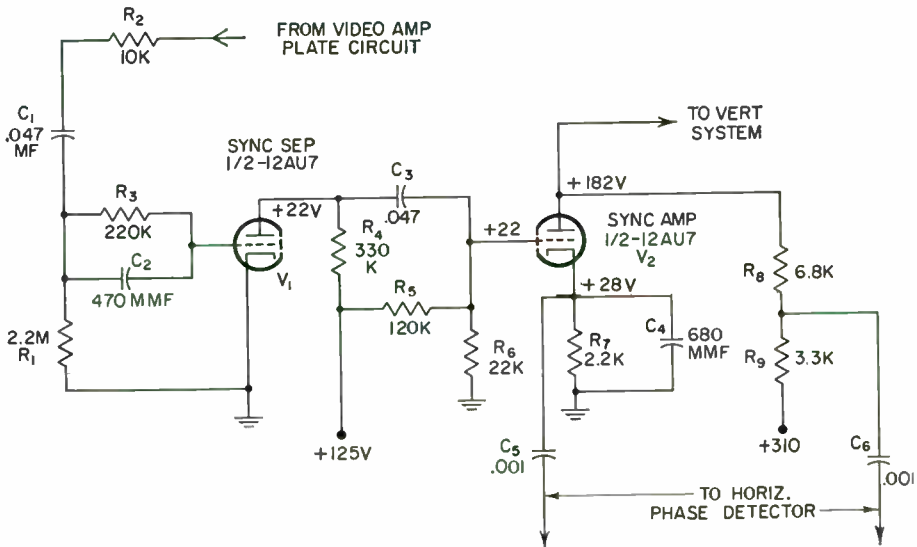 R2
10K
FROM VIDEO AMP
PLATE CIRCUIT
C1
.047
MF
SYNC SEP
1/2-12AU7
TO VERT
SYSTEM
R3
220K
C2
470 MMF
+22V
V1
C3
.047
R4
330
K
+22
+182V
SYNC AMP
1/2-12AU7
V2
+28V
R8
6.8K
2.2M
R1
R5
120K
R6
22K
R7
2.2K
C4
680
MMF
R9
3.3K
+125V
C5
.001
+310
C6
.001
TO HORIZ.
PHASE DETECTOR